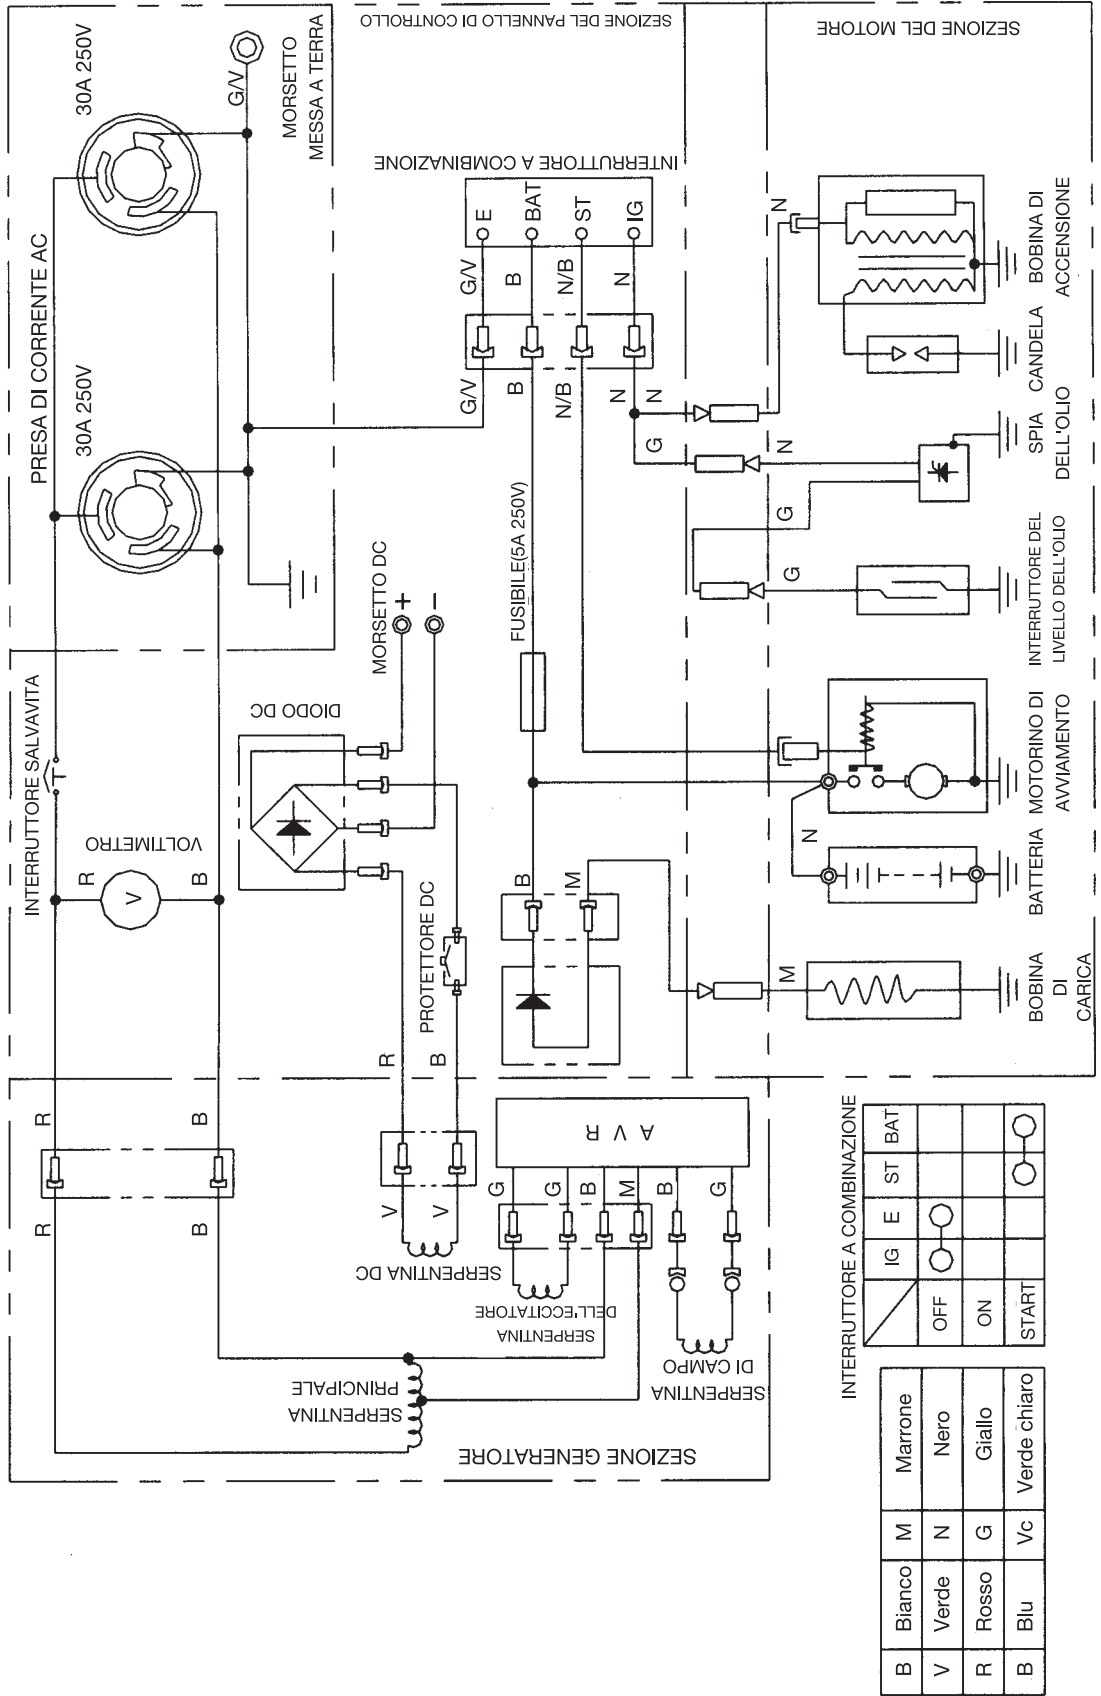 SEZIONE DEL PANNELLO DI CONTROLLO
SEZIONE DEL MOTORE
PRESA DI CORRENTE AC
30A 250V
30A 250V
G/V
MORSETTO
MESSA A TERRA
INTERRUTTORE A COMBINAZIONE
E
BAT
ST
IG
G/V
B
N/B
N
G/V
B
N/B
N
N
G
N
N
G
G
BOBINA DI
ACCENSIONE
CANDELA
SPIA
DELL'OLIO
INTERRUTTORE DEL
LIVELLO DELL'OLIO
MOTORINO DI
AVVIAMENTO
BATTERIA
N
BOBINA
DI
CARICA
M
FUSIBILE(5A 250V)
MORSETTO DC
+
-
DIODO DC
INTERRUTTORE SALVAVITA
VOLTIMETRO
R
V
B
PROTETTORE DC
B
M
R
B
R
B
R
B
V
V
SERPENTINA DC
A V R
G
G
B
M
B
G
SERPENTINA
DELL'ECCITATORE
SERPENTINA
DI CAMPO
SERPENTINA
PRINCIPALE
SEZIONE GENERATORE
INTERRUTTORE A COMBINAZIONE
IG E ST BAT
OFF
ON
START
B Bianco M Marrone
V Verde N Nero
R Rosso G Giallo
B Blu Vc Verde chiaro